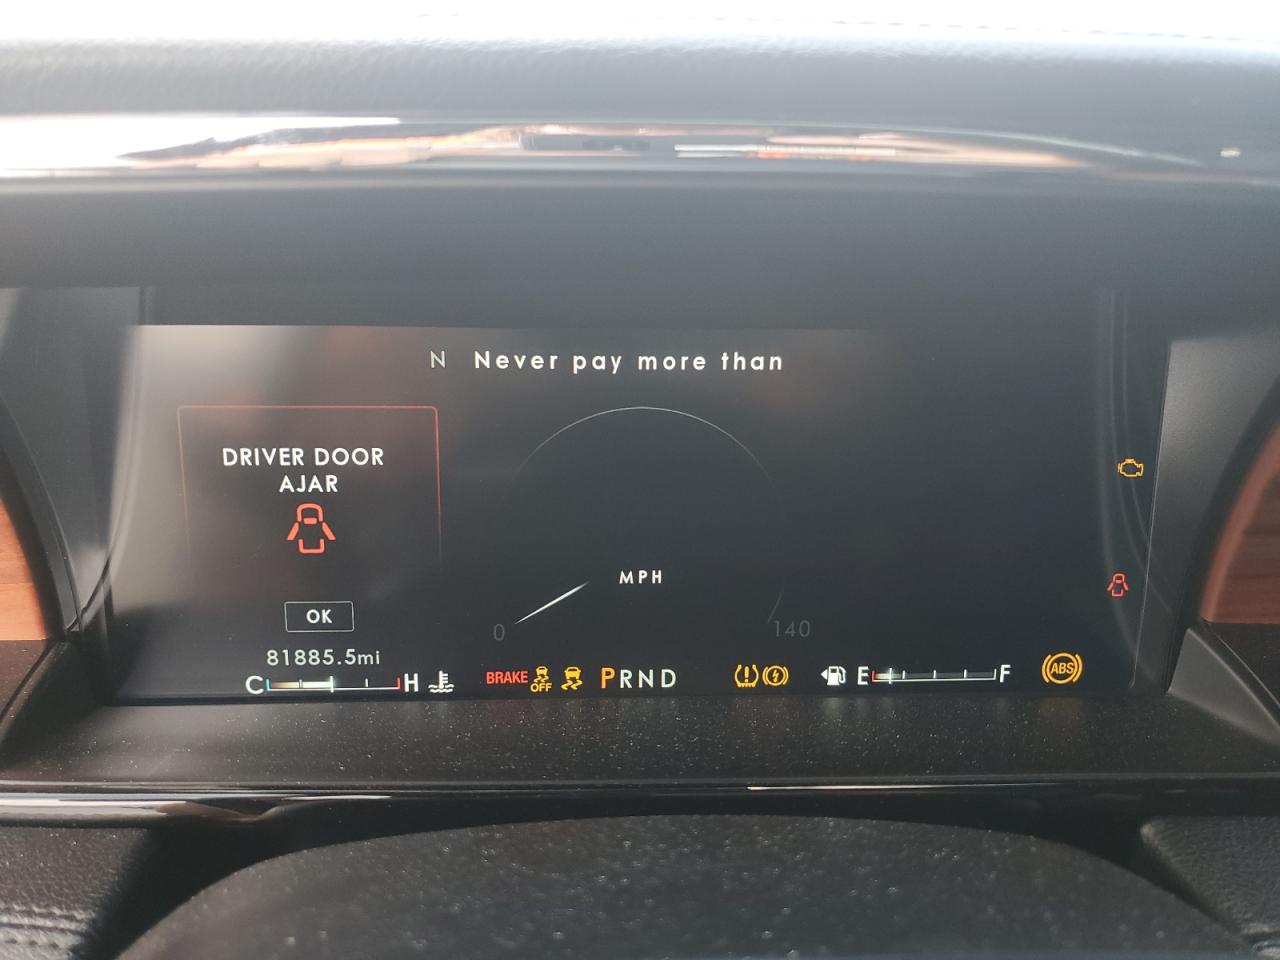 N Never pay more than
DRIVER DOOR
AJAR
OK
MPH
0
140
81885.5mi
C H
BRAKE OFF PRND E F ABS